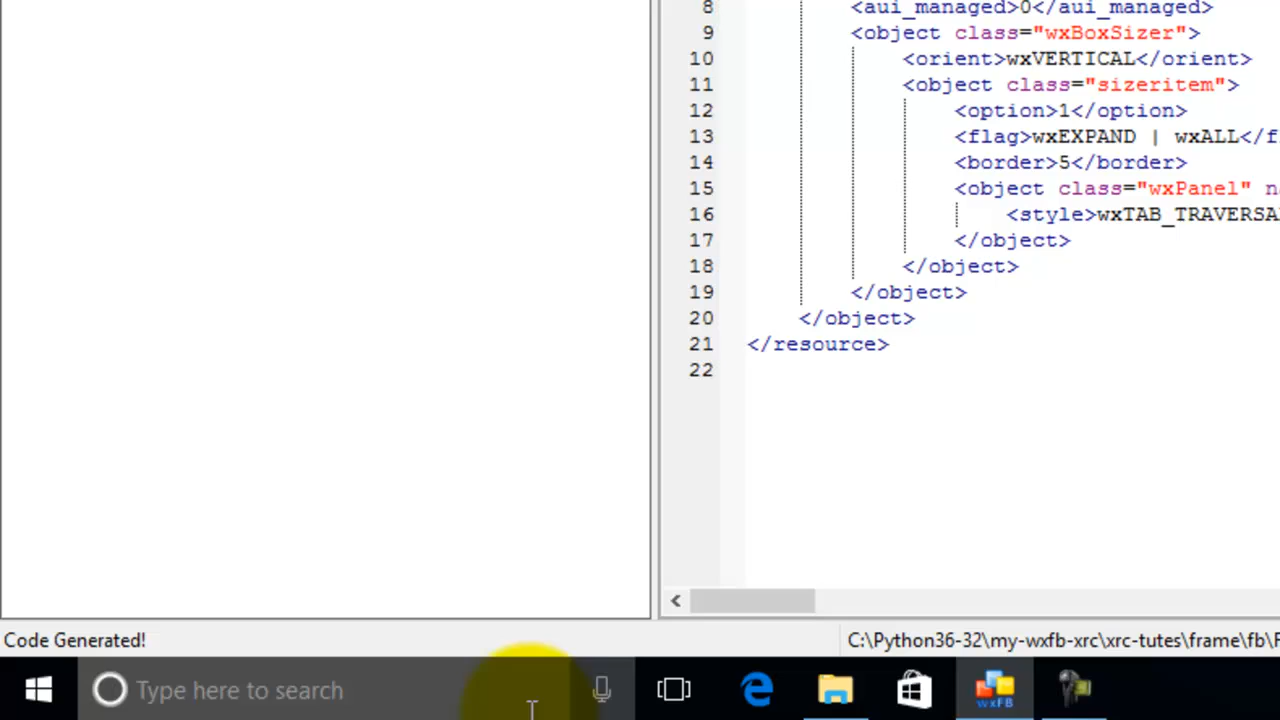 8 <aui_managed>0</aui_managed>
9 <object class="wxBoxSizer">
10 <orient>wxVERTICAL</orient>
11 <object class="sizeritem">
12 <option>1</option>
13 <flag>wxEXPAND | wxALL</f
14 <border>5</border>
15 <object class="wxPanel" n
16 <style>wxTAB_TRAVERSA
17 </object>
18 </object>
19 </object>
20 </object>
21 </resource>
22
Code Generated!
C:\Python36-32\my-wxfb-xrc\xrc-tutes\frame\fb\F
Type here to search
wxFB